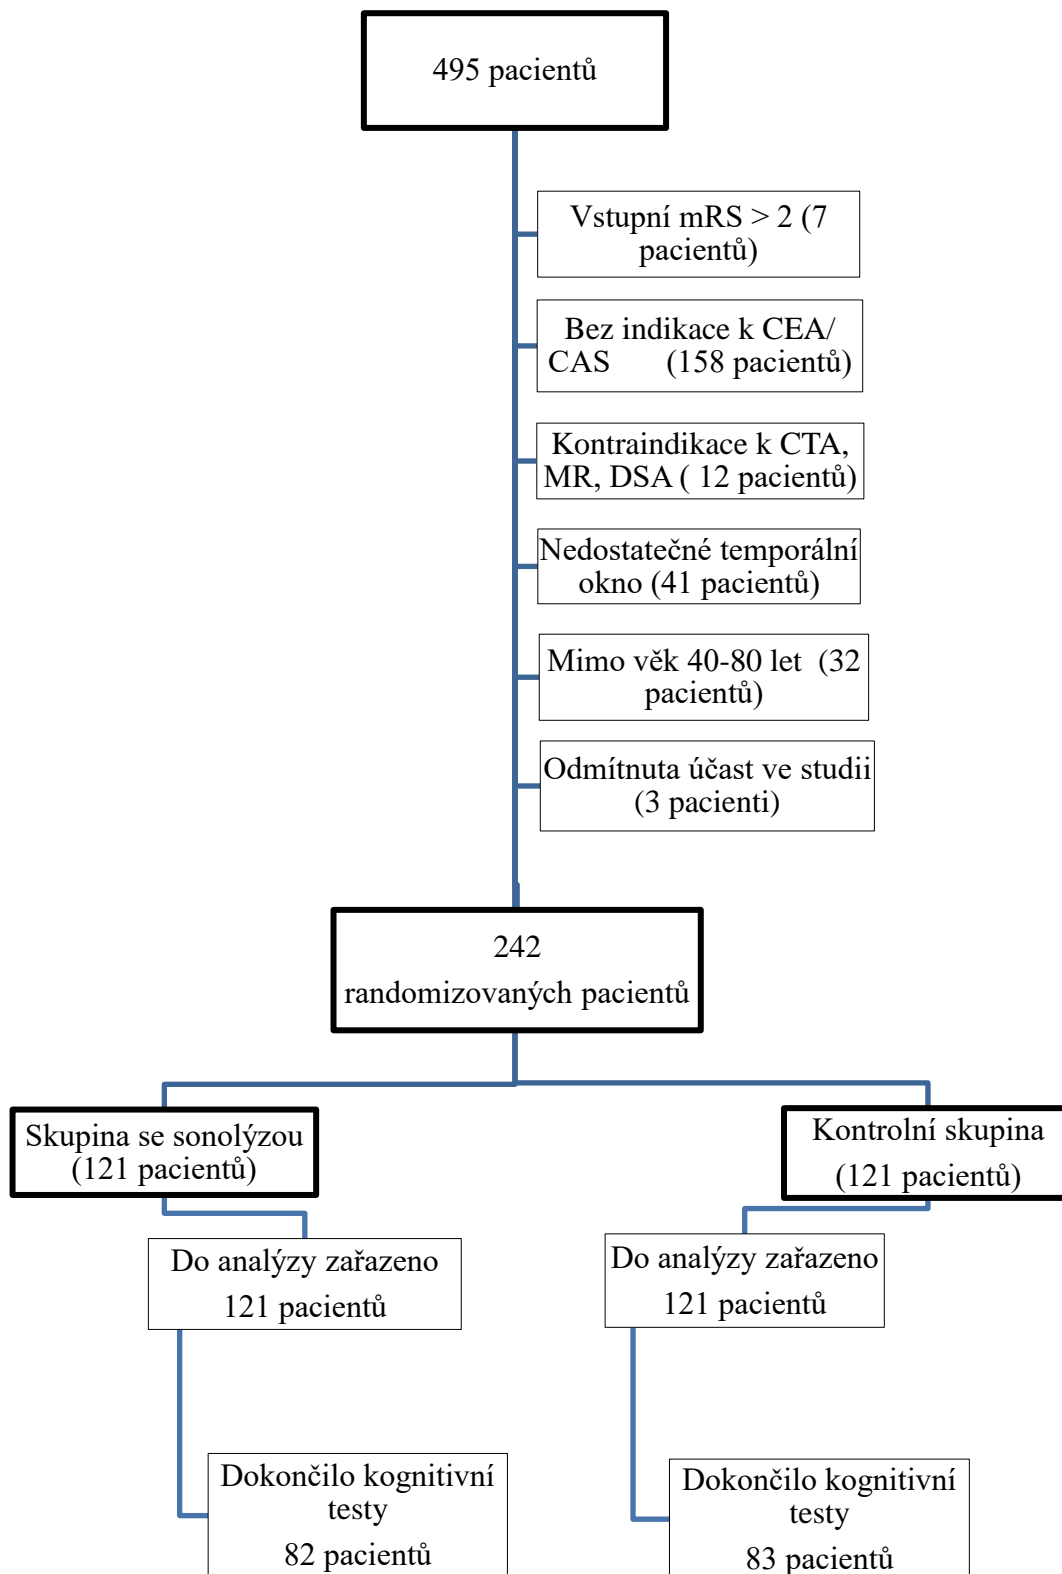 495 pacientů
Vstupní mRS > 2 (7
pacientů)
Bez indikace k CEA/
CAS (158 pacientů)
Kontraindikace k CTA,
MR, DSA ( 12 pacientů)
Nedostatečné temporální
okno (41 pacientů)
Mimo věk 40-80 let (32
pacientů)
Odmítnuta účast ve studii
(3 pacienti)
242
randomizovaných pacientů
Skupina se sonolýzou
(121 pacientů)
Kontrolní skupina
(121 pacientů)
Do analýzy zařazeno
121 pacientů
Do analýzy zařazeno
121 pacientů
Dokončilo kognitivní
testy
82 pacientů
Dokončilo kognitivní
testy
83 pacientů